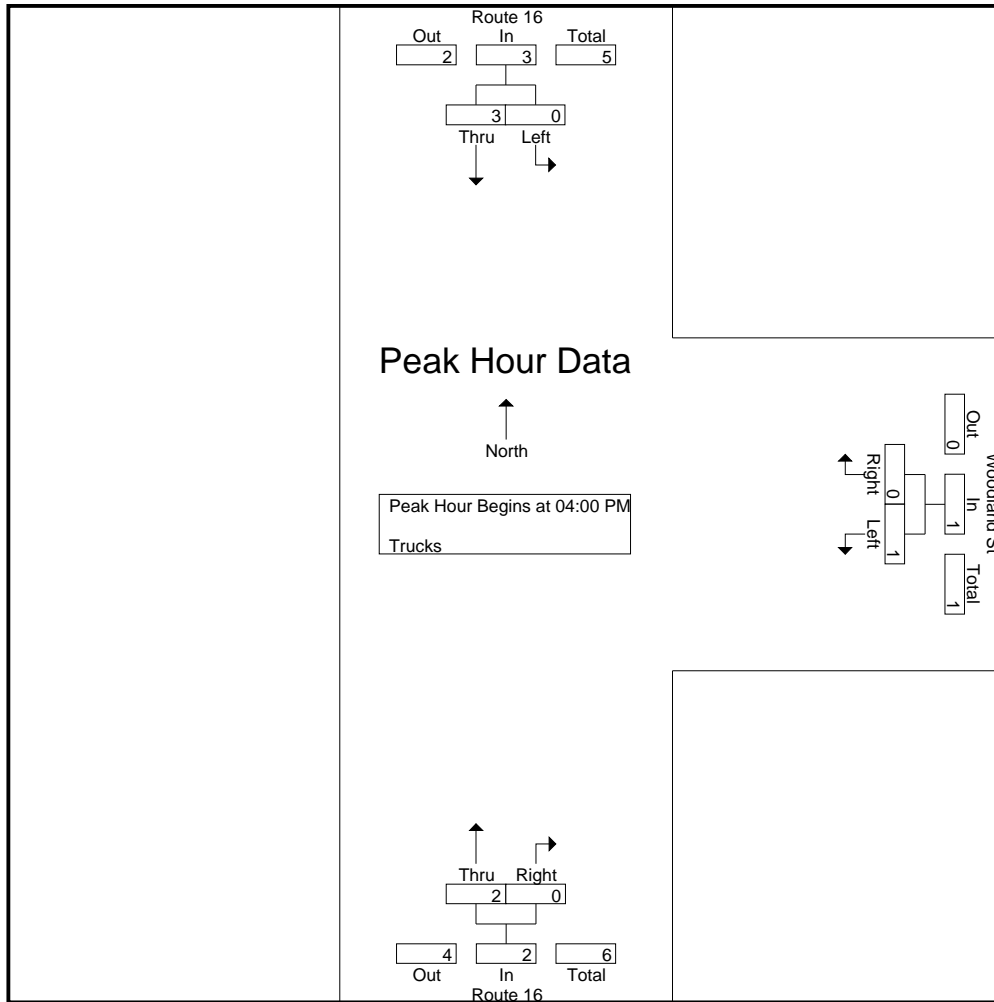 Route 16
Out In Total
2 3 5
3 0
Thru Left
Peak Hour Data
North
Peak Hour Begins at 04:00 PM
Trucks
Out In Total
0 1 1
Right Left
0 1
Woodland St
Thru Right
2 0
4 2 6
Out In Total
Route 16